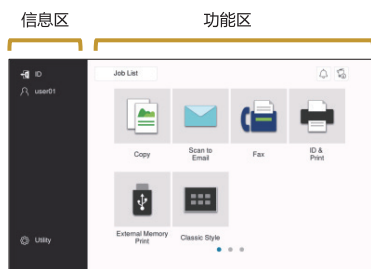 信息区
功能区
ID
Job List
user01
Copy
Scan to
Email
Fax
ID &
Print
External Memory
Print
Classic Style
Utility